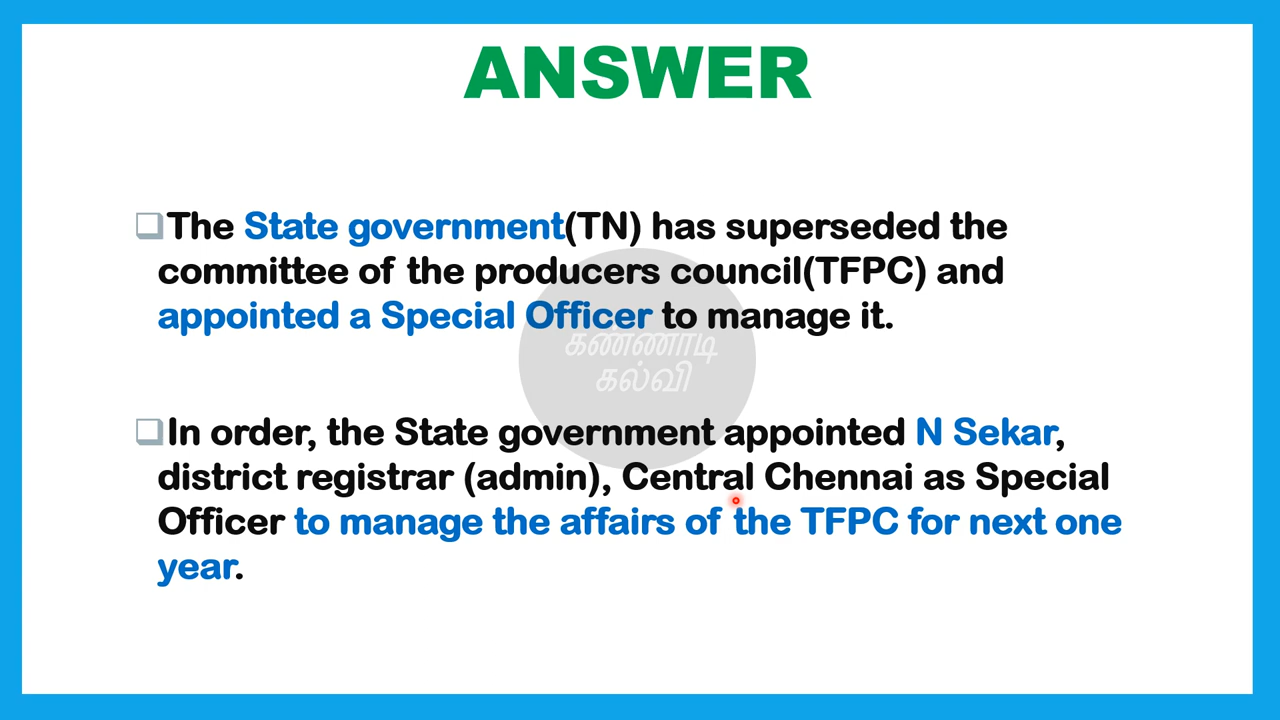 ANSWER
❑The State government(TN) has superseded the
committee of the producers council(TFPC) and
appointed a Special Officer to manage it.
கண்ணாடி
கல்வி
❑In order, the State government appointed N Sekar,
district registrar (admin), Central Chennai as Special
Officer to manage the affairs of the TFPC for next one
year.